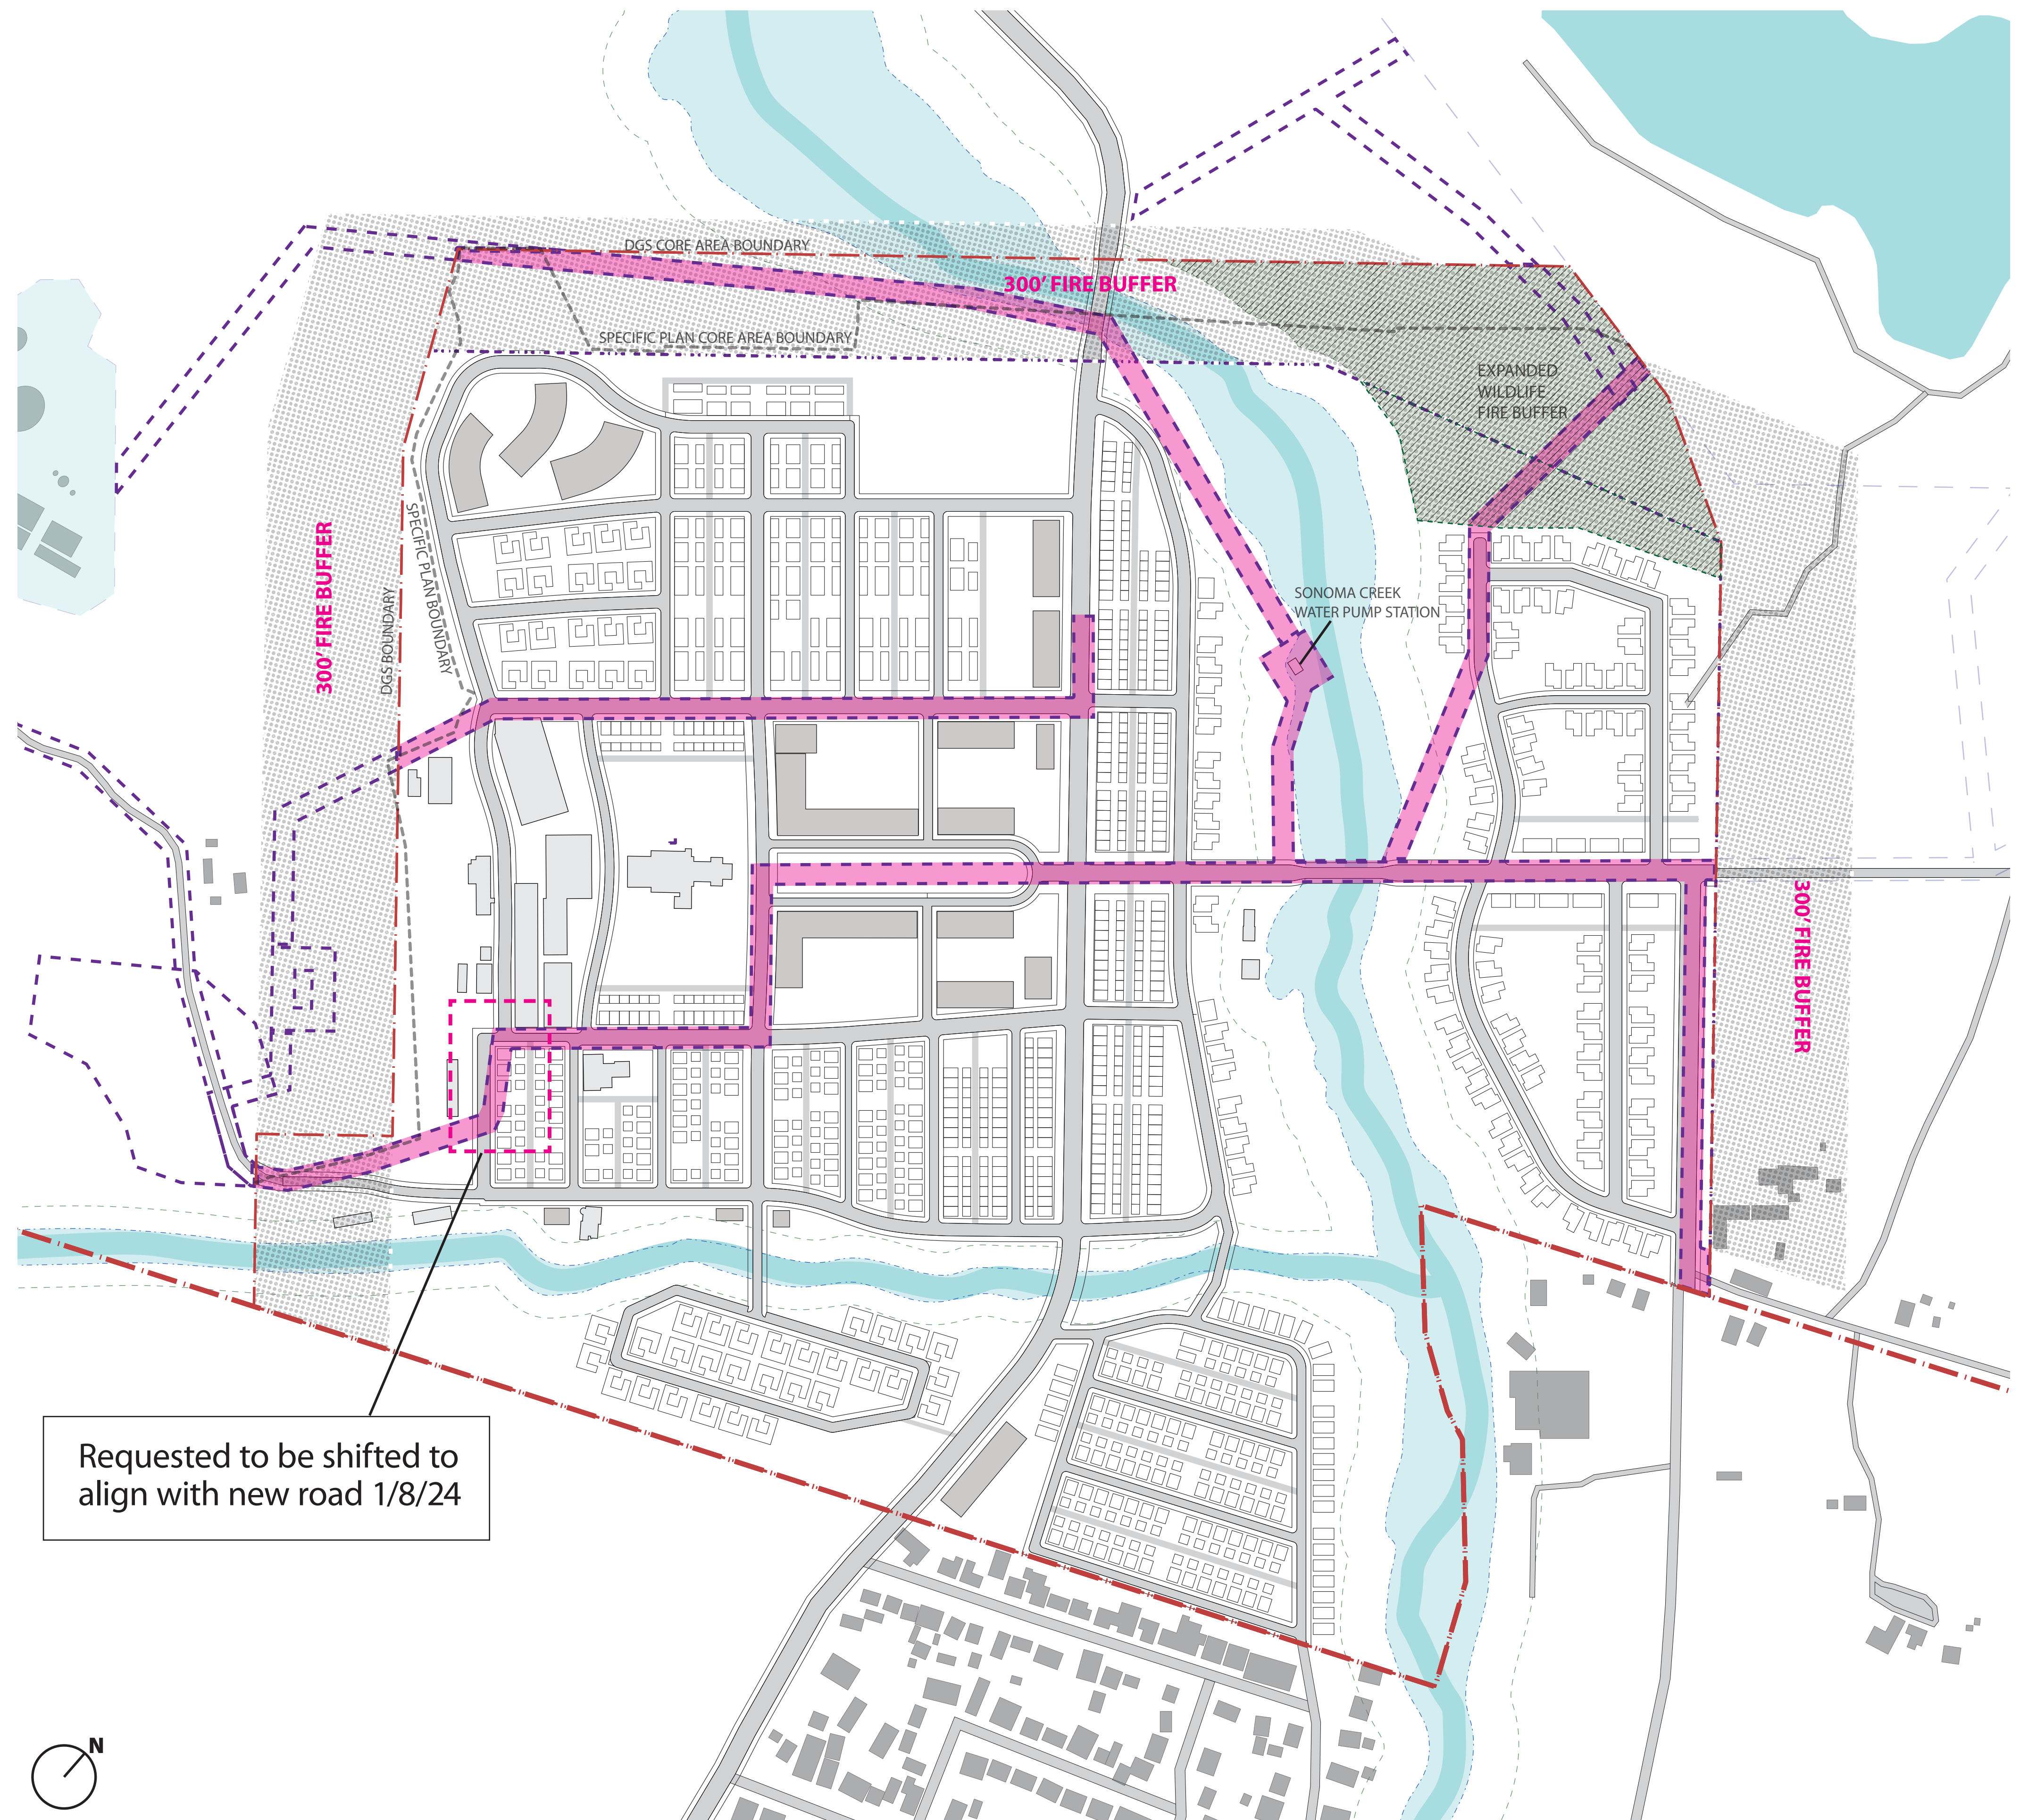 DGS CORE AREA BOUNDARY
300’ FIRE BUFFER
SPECIFIC PLAN CORE AREA BOUNDARY
EXPANDED
WILDLIFE
FIRE BUFFER
300’ FIRE BUFFER
DGS BOUNDARY
SPECIFIC PLAN BOUNDARY
SONOMA CREEK
WATER PUMP STATION
300’ FIRE BUFFER
Requested to be shifted to
align with new road 1/8/24
N